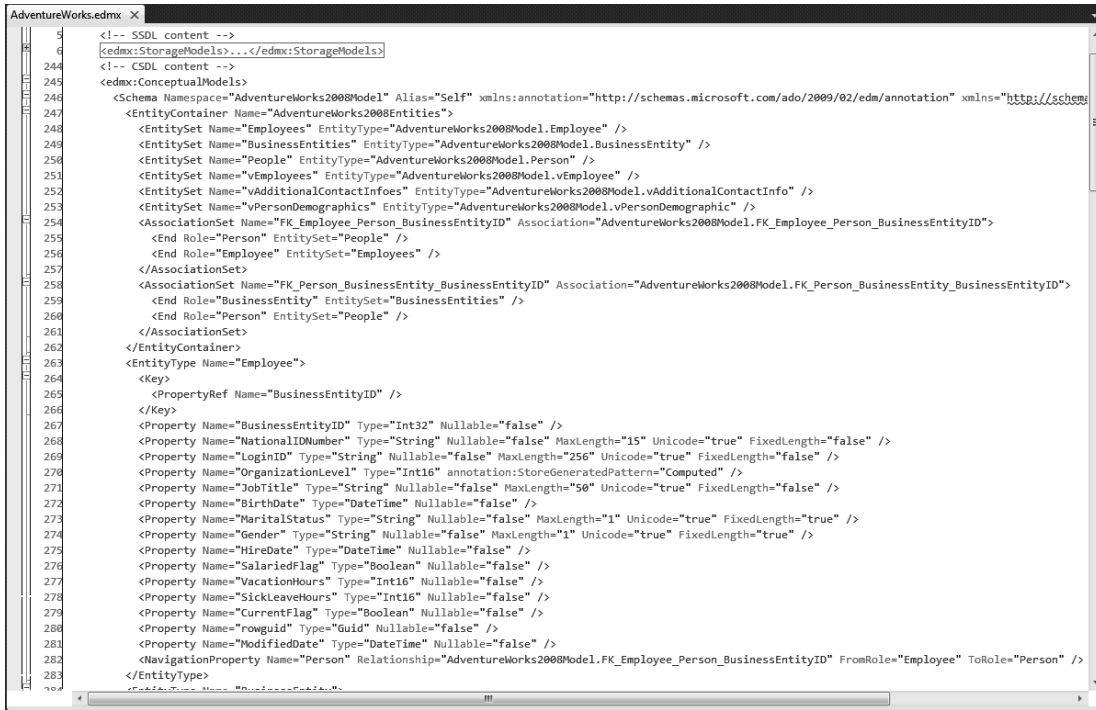 AdventureWorks.edmx X
5 <!-- SSDL content -->
6 <edmx:StorageModels>...</edmx:StorageModels>
244 <!-- CSDL content -->
245 <edmx:ConceptualModels>
246 <Schema Namespace="AdventureWorks2008Model" Alias="Self" xmlns:annotation="http://schemas.microsoft.com/ado/2009/02/edm/annotation" xmlns="http://schema
247 <EntityContainer Name="AdventureWorks2008Entities">
248 <EntitySet Name="Employees" EntityType="AdventureWorks2008Model.Employee" />
249 <EntitySet Name="BusinessEntities" EntityType="AdventureWorks2008Model.BusinessEntity" />
250 <EntitySet Name="People" EntityType="AdventureWorks2008Model.Person" />
251 <EntitySet Name="vEmployees" EntityType="AdventureWorks2008Model.vEmployee" />
252 <EntitySet Name="vAdditionalContactInfoes" EntityType="AdventureWorks2008Model.vAdditionalContactInfo" />
253 <EntitySet Name="vPersonDemographics" EntityType="AdventureWorks2008Model.vPersonDemographic" />
254 <AssociationSet Name="FK_Employee_Person_BusinessEntityID" Association="AdventureWorks2008Model.FK_Employee_Person_BusinessEntityID">
255 <End Role="Person" EntitySet="People" />
256 <End Role="Employee" EntitySet="Employees" />
257 </AssociationSet>
258 <AssociationSet Name="FK_Person_BusinessEntity_BusinessEntityID" Association="AdventureWorks2008Model.FK_Person_BusinessEntity_BusinessEntityID">
259 <End Role="BusinessEntity" EntitySet="BusinessEntities" />
260 <End Role="Person" EntitySet="People" />
261 </AssociationSet>
262 </EntityContainer>
263 <EntityType Name="Employee">
264 <Key>
265 <PropertyRef Name="BusinessEntityID" />
266 </Key>
267 <Property Name="BusinessEntityID" Type="Int32" Nullable="false" />
268 <Property Name="NationalIDNumber" Type="String" Nullable="false" MaxLength="15" Unicode="true" FixedLength="false" />
269 <Property Name="LoginID" Type="String" Nullable="false" MaxLength="256" Unicode="true" FixedLength="false" />
270 <Property Name="OrganizationLevel" Type="Int16" annotation:StoreGeneratedPattern="Computed" />
271 <Property Name="JobTitle" Type="String" Nullable="false" MaxLength="50" Unicode="true" FixedLength="false" />
272 <Property Name="BirthDate" Type="DateTime" Nullable="false" />
273 <Property Name="MaritalStatus" Type="String" Nullable="false" MaxLength="1" Unicode="true" FixedLength="true" />
274 <Property Name="Gender" Type="String" Nullable="false" MaxLength="1" Unicode="true" FixedLength="true" />
275 <Property Name="HireDate" Type="DateTime" Nullable="false" />
276 <Property Name="SalariedFlag" Type="Boolean" Nullable="false" />
277 <Property Name="VacationHours" Type="Int16" Nullable="false" />
278 <Property Name="SickLeaveHours" Type="Int16" Nullable="false" />
279 <Property Name="CurrentFlag" Type="Boolean" Nullable="false" />
280 <Property Name="rowguid" Type="Guid" Nullable="false" />
281 <Property Name="ModifiedDate" Type="DateTime" Nullable="false" />
282 <NavigationProperty Name="Person" Relationship="AdventureWorks2008Model.FK_Employee_Person_BusinessEntityID" FromRole="Employee" ToRole="Person" />
283 </EntityType>
284 <EntityType Name="BusinessEntity">